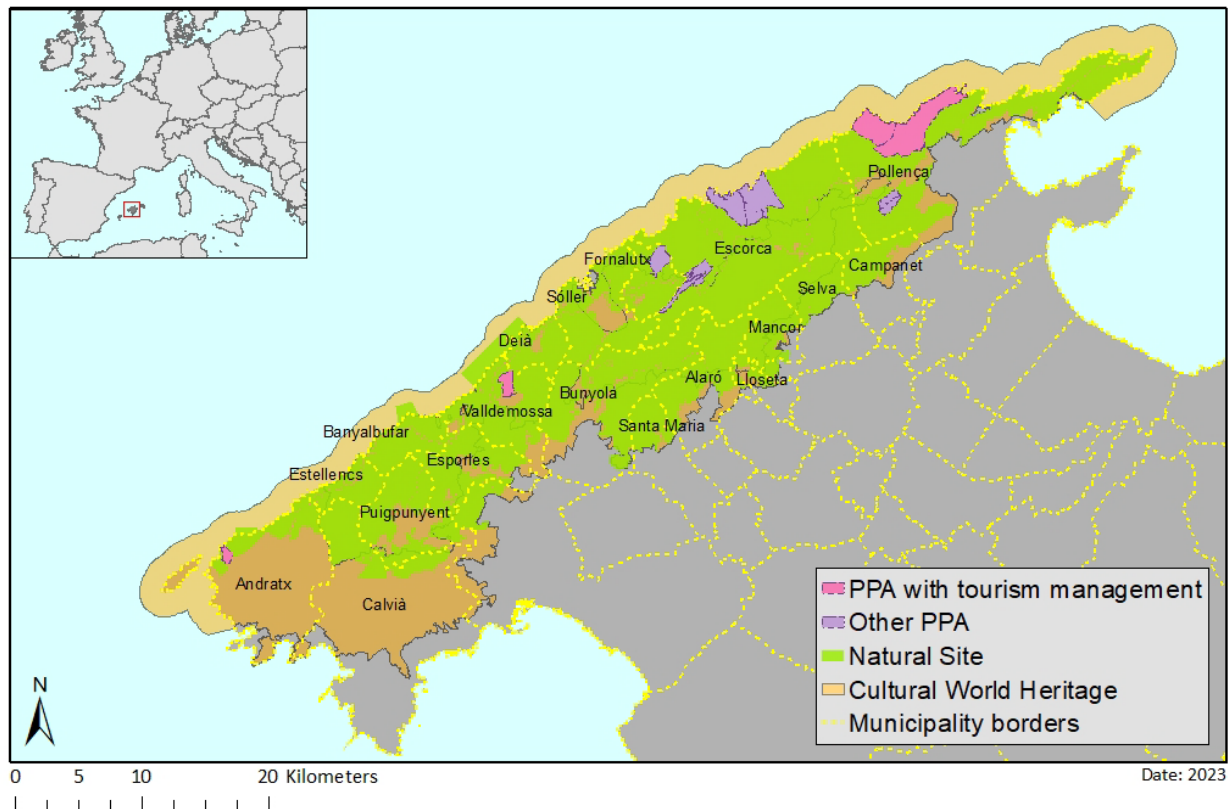 Pollença
Escorca
Fornalutx
Campanet
Selva
Sóller
Mancor
Deià
Alaró
Lloseta
Bunyola
Valldemossa
Santa Maria
Banyalbufar
Esporles
Estellencs
Puigpunyent
Andratx
Calvià
PPA with tourism management
Other PPA
Natural Site
Cultural World Heritage
Municipality borders
N
0 5 10 20 Kilometers
Date: 2023